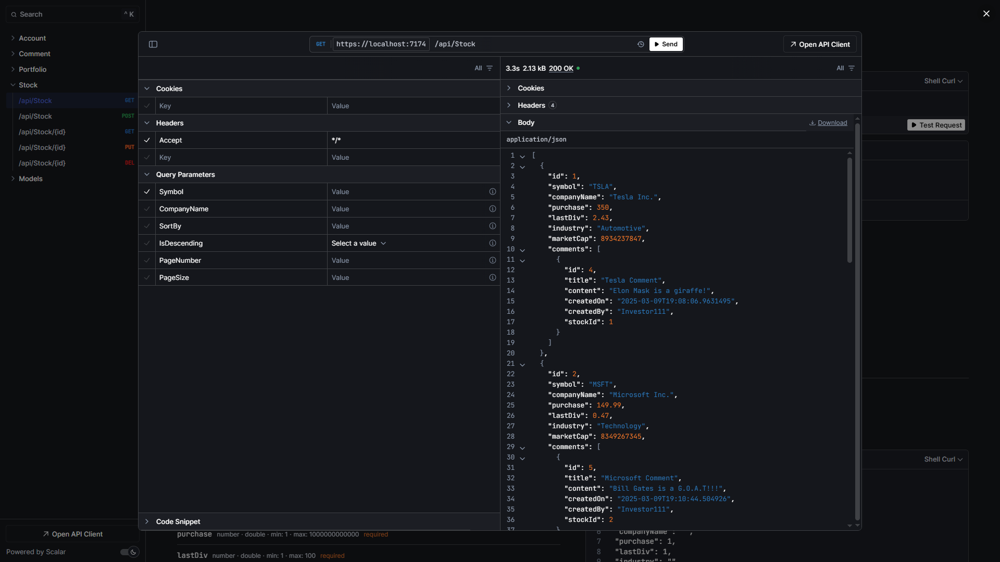 Search
^ K
Account
Comment
Portfolio
Stock
/api/Stock GET
/api/Stock POST
/api/Stock/{id} GET
/api/Stock/{id} PUT
/api/Stock/{id} DEL
Models
Open API Client
Powered by Scalar
GET https://localhost:7174 /api/Stock
Send
Open API Client
All
Cookies
Key Value
Headers
Accept */*
Key Value
Query Parameters
Symbol Value
CompanyName Value
SortBy Value
IsDescending Select a value
PageNumber Value
PageSize Value
Code Snippet
3.3s 2.13 kB 200 OK
All
Cookies
Headers 4
Body
Download
application/json
1 [
2 {
3 "id": 1,
4 "symbol": "TSLA",
5 "companyName": "Tesla Inc.",
6 "purchase": 350,
7 "lastDiv": 2.43,
8 "industry": "Automotive",
9 "marketCap": 8934237847,
10 "comments": [
11 {
12 "id": 4,
13 "title": "Tesla Comment",
14 "content": "Elon Mask is a giraffe!",
15 "createdOn": "2025-03-09T19:08:06.9631495",
16 "createdBy": "Investor111",
17 "stockId": 1
18 }
19 ]
20 },
21 {
22 "id": 2,
23 "symbol": "MSFT",
24 "companyName": "Microsoft Inc.",
25 "purchase": 149.99,
26 "lastDiv": 0.47,
27 "industry": "Technology",
28 "marketCap": 8349267345,
29 "comments": [
30 {
31 "id": 5,
32 "title": "Microsoft Comment",
33 "content": "Bill Gates is a G.O.A.T!!!",
34 "createdOn": "2025-03-09T19:10:44.504926",
35 "createdBy": "Investor111",
36 "stockId": 2
37 }
Shell Curl
Test Request
Shell Curl
purchase number · double · min: 1 · max: 1000000000000 required
lastDiv number · double · min: 1 · max: 100 required
6 "companyName": "",
7 "purchase": 1,
8 "lastDiv": 1,
9 "industry": ""